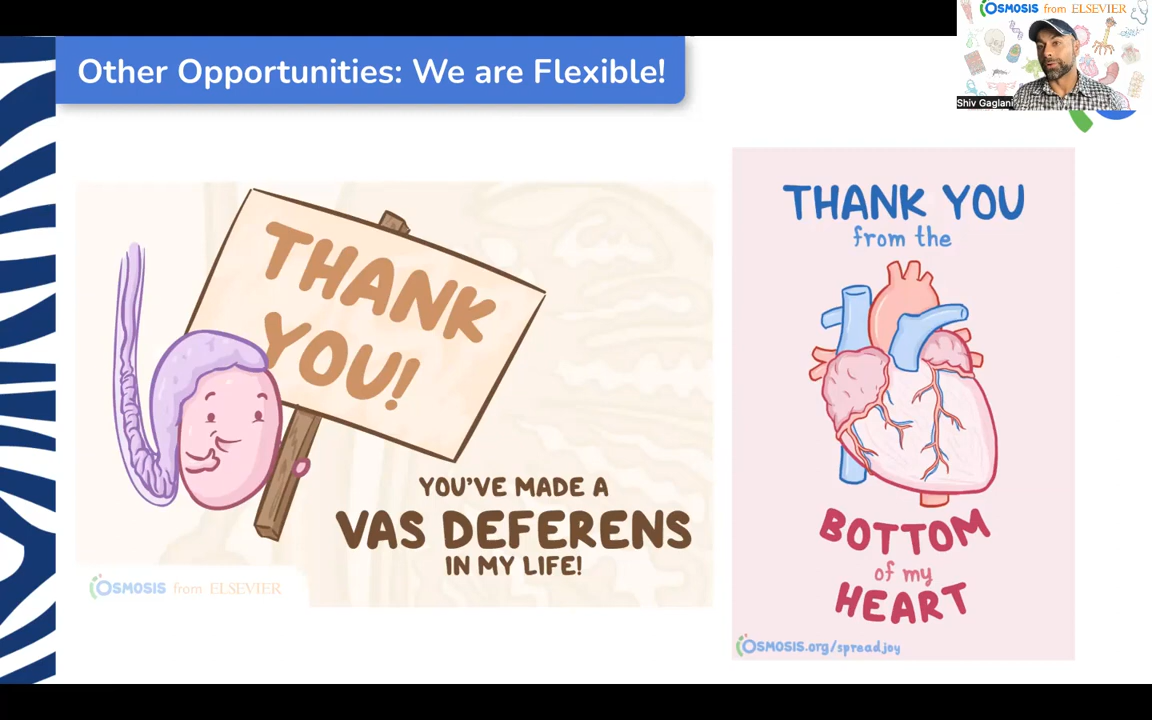 OSMOSIS from ELSEVIER
Other Opportunities: We are Flexible!
Shiv Gaglani
THANK
YOU!
YOU'VE MADE A
VAS DEFERENS
IN MY LIFE!
OSMOSIS from ELSEVIER
THANK YOU
from the
BOTTOM
of my
HEART
OSMOSIS.org/spreadjoy